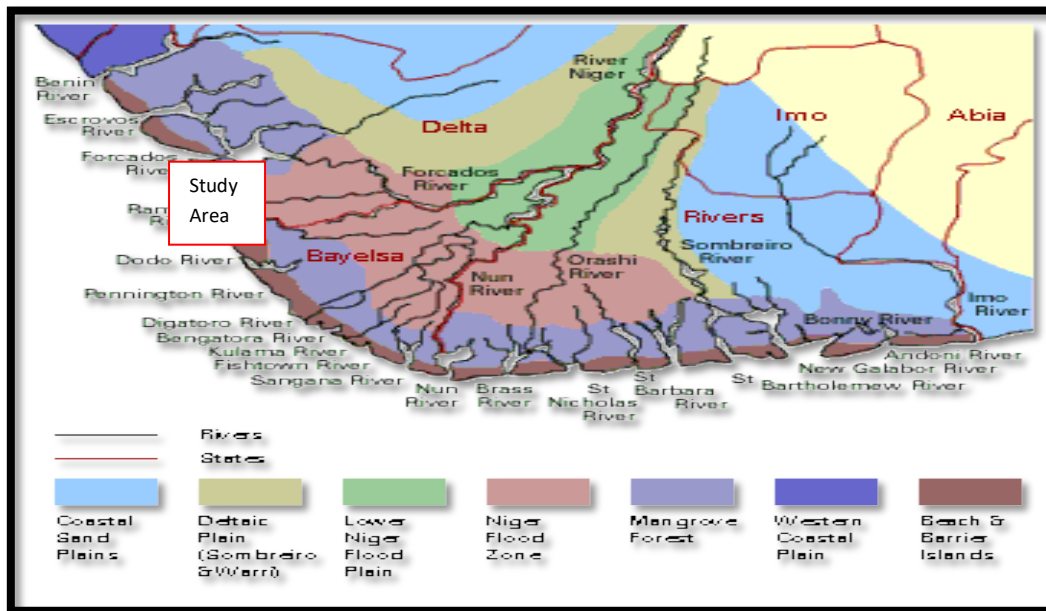 River
Niger
Benin
River
Escrovos
River
Delta
Imo
Abia
Forcados
Study
Area
Forcados
River
Rivers
Sombreiro
River
Dodo River
Bayelsa
Orashi
River
Nun
River
Pennington River
Imo
River
Digatoro River
Bonny River
Bengatora River
Kulama River
Andoni River
Fishtown River
New Galabor River
Sangana River
St
Bartholemew River
Nun
River
Brass
River
St
Nicholas
River
St
Barbara
River
Rivers
States
Coastal
Sand
Plains
Deltaic
Plain
(Sombreiro
& Warri)
Lower
Niger
Flood
Plain
Niger
Flood
Zone
Mangrove
Forest
Western
Coastal
Plain
Beach &
Barrier
Islands